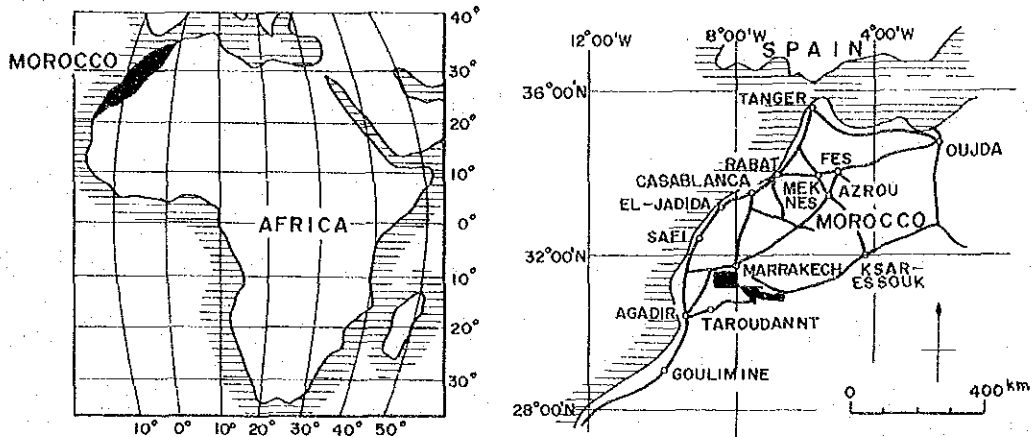 40°
MOROCCO
30°
20°
10°
AFRICA
0°
10°
20°
30°
10° 0° 10° 20° 30° 40° 50°
12°00'W 8°00'W 4°00'W
SPAIN
36°00'N
TANGER
OUJDA
RABAT FES
CASABLANCA MEK
NES AZROU
EL-JADIDA
MOROCCO
SAFI
32°00'N
MARRAKECH KSAR-
ESSOUK
AGADIR TAROUDANNT
GOULIMINE
28°00'N
0 400 km